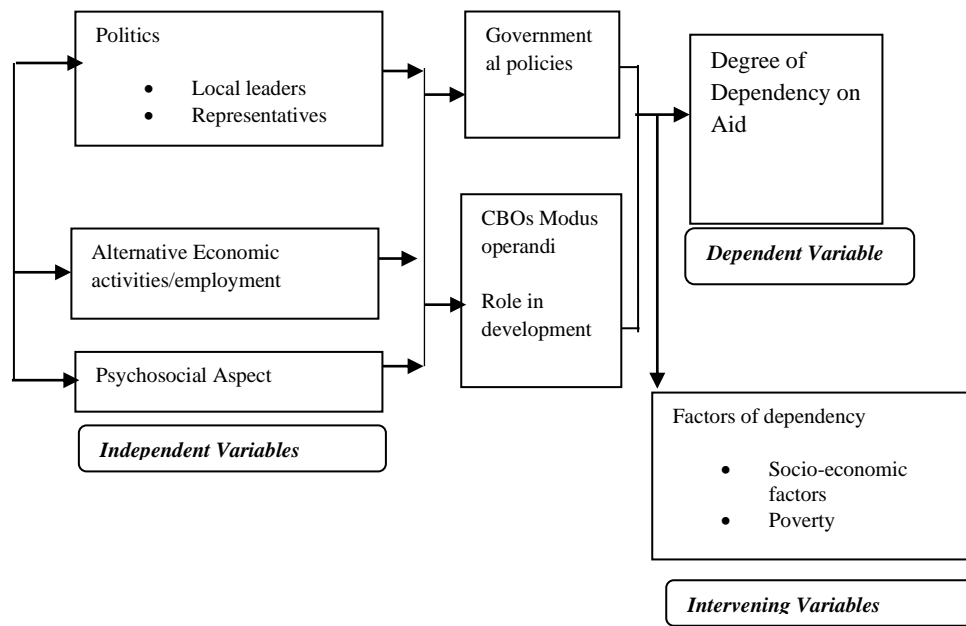 Politics
• Local leaders
• Representatives
Alternative Economic
activities/employment
Psychosocial Aspect
Independent Variables
Government
al policies
CBOs Modus
operandi
Role in
development
Degree of
Dependency on
Aid
Dependent Variable
Factors of dependency
• Socio-economic
factors
• Poverty
Intervening Variables